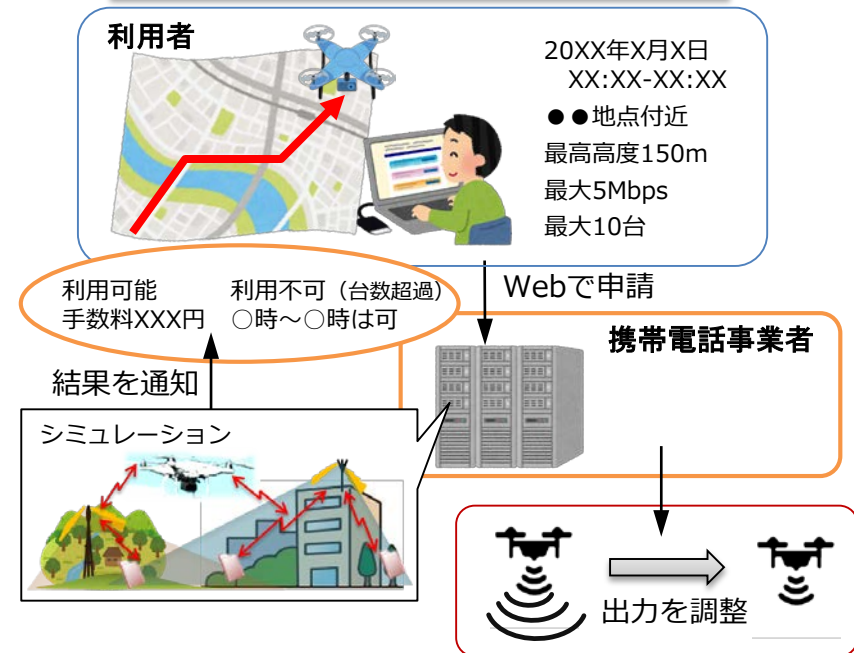 利用者
20XX年X月X日
XX:XX-XX:XX
●●地点付近
最高高度150m
最大5Mbps
最大10台
利用可能 利用不可（台数超過）
手数料XXX円 ○時～○時は可
Webで申請
携帯電話事業者
結果を通知
シミュレーション
出力を調整